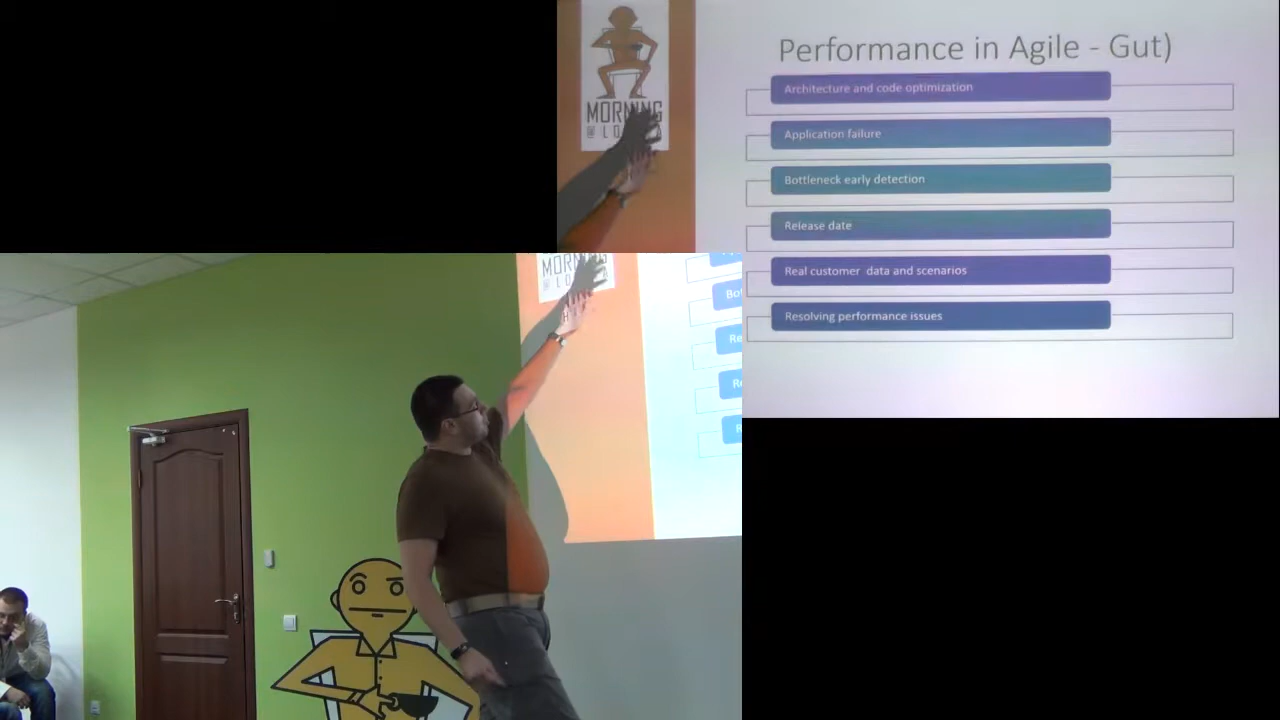 MORNING
Performance in Agile - Gut)
Architecture and code optimization
Application failure
Bottleneck early detection
Release date
Real customer data and scenarios
Resolving performance issues
MORNING